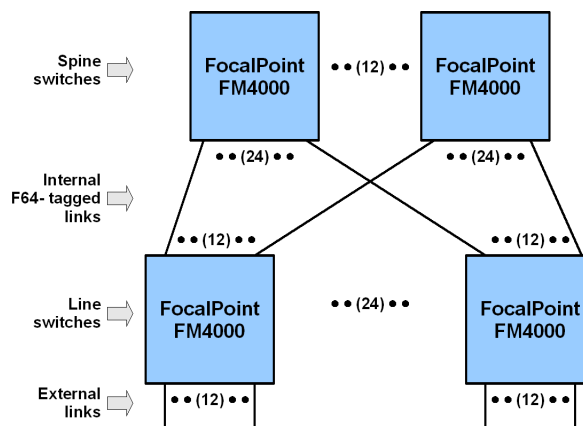 Spine
switches
FocalPoint
FM4000
(12)
FocalPoint
FM4000
(24)
(24)
Internal
F64- tagged
links
(12)
(12)
Line
switches
FocalPoint
FM4000
(24)
FocalPoint
FM4000
External
links
(12)
(12)